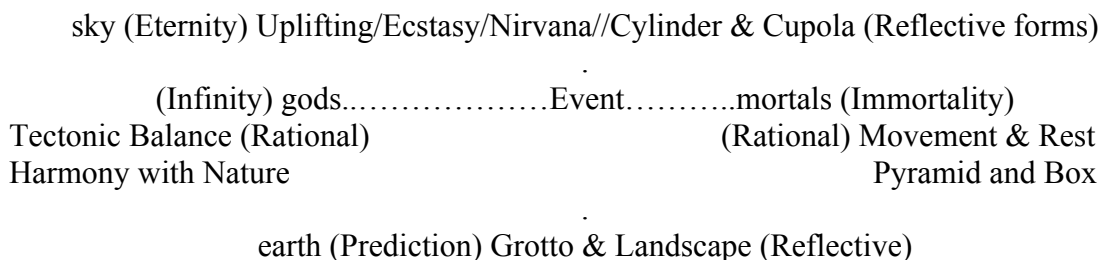 sky (Eternity) Uplifting/Ecstasy/Nirvana//Cylinder & Cupola (Reflective forms)
.
(Infinity) gods...………………Event………..mortals (Immortality)
Tectonic Balance (Rational) (Rational) Movement & Rest
Harmony with Nature Pyramid and Box
.
earth (Prediction) Grotto & Landscape (Reflective)